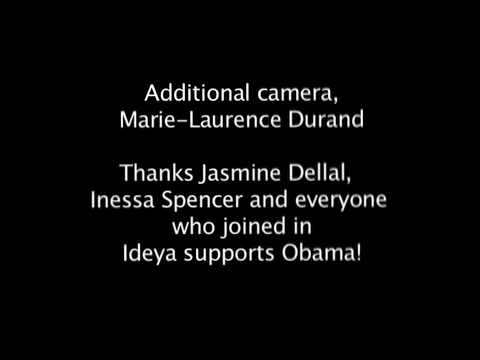 Additional camera,
Marie-Laurence Durand
Thanks Jasmine Dellal,
Inessa Spencer and everyone
who joined in
Ideya supports Obama!